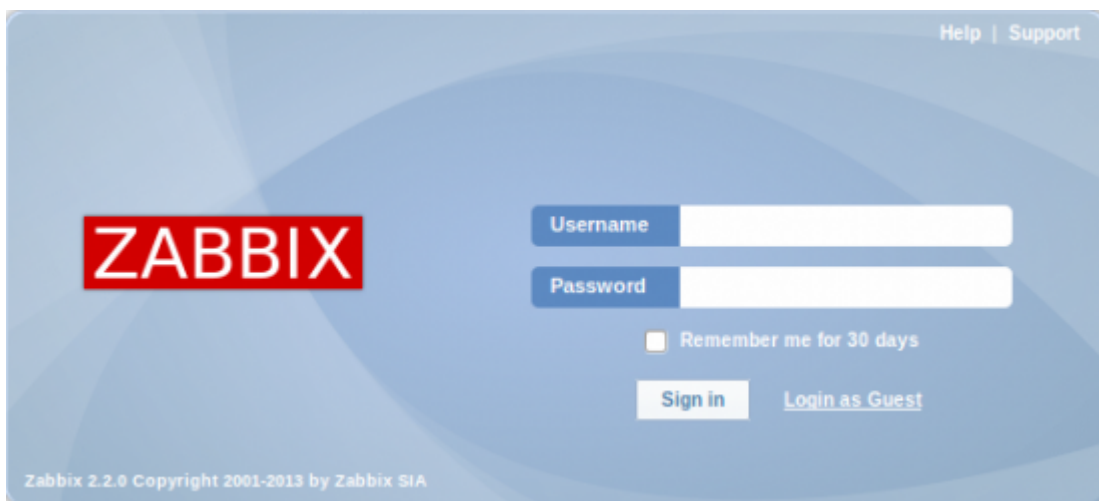 Help | Support
ZABBIX
Username
Password
Remember me for 30 days
Sign in Login as Guest
Zabbix 2.2.0 Copyright 2001-2013 by Zabbix SIA